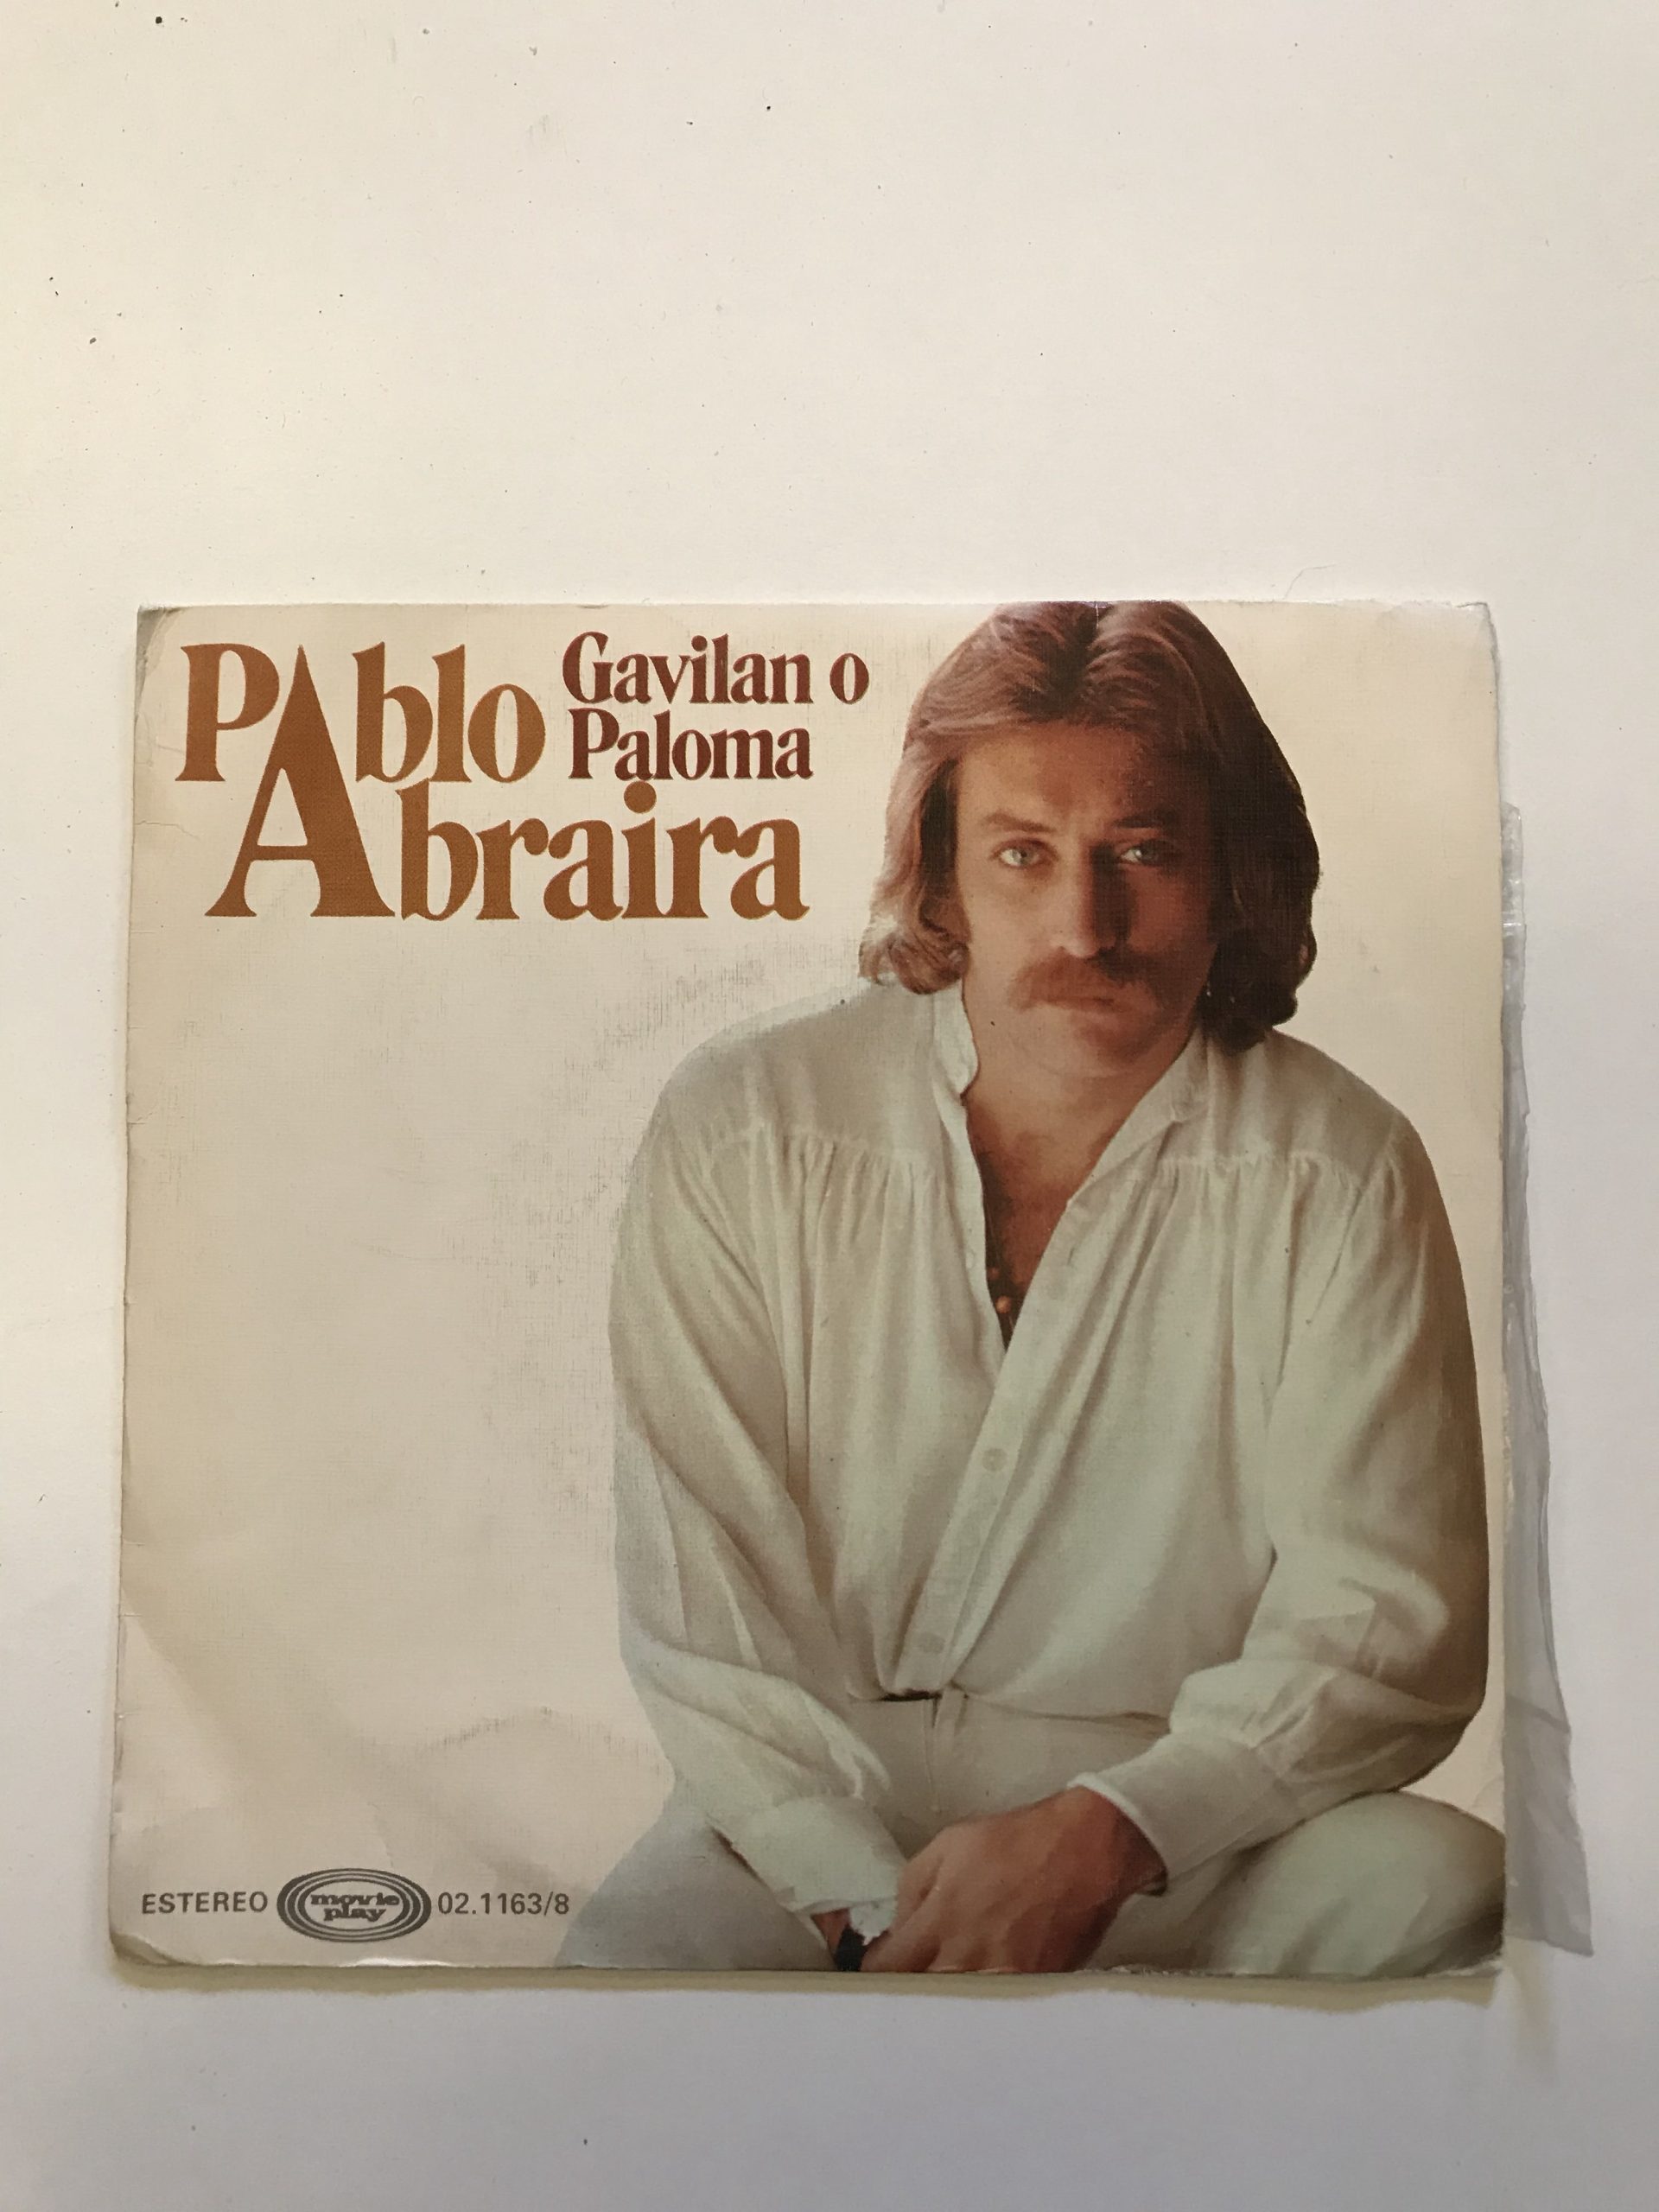 Pablo
Abraira
Gavilan o
Paloma
ESTEREO movie play 02.1163/8